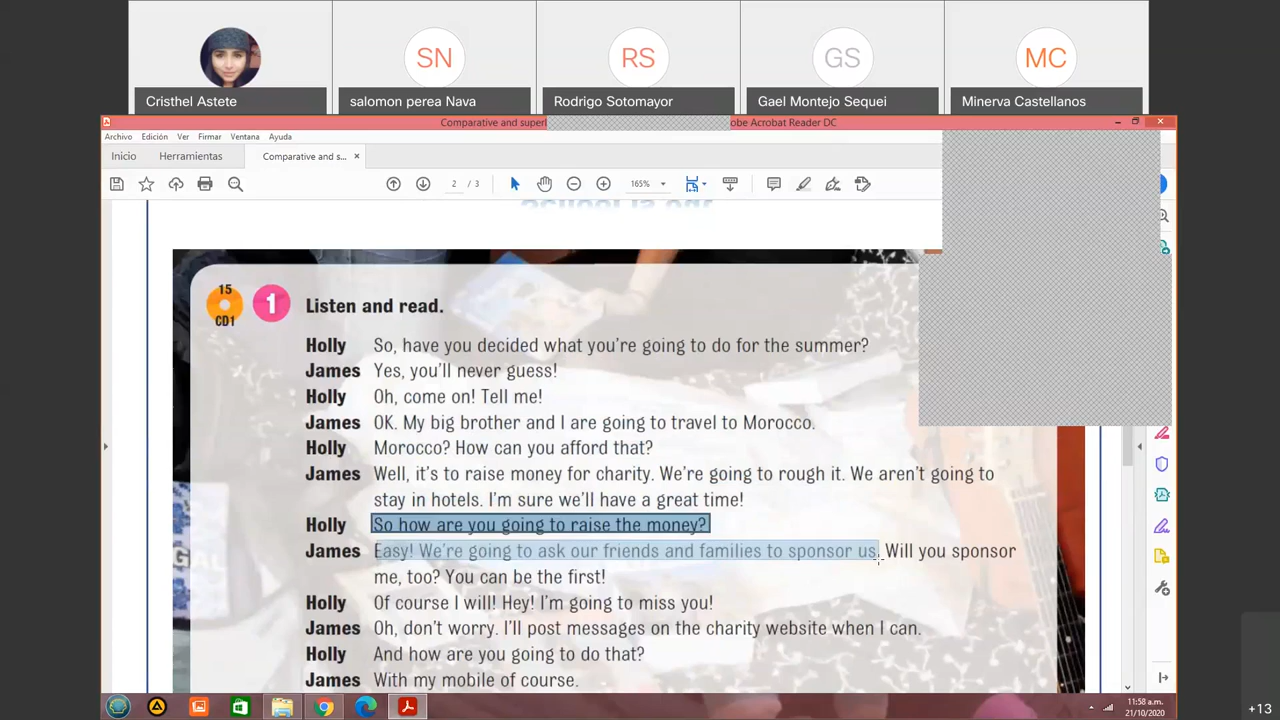 SN
RS
GS
MC
Cristhel Astete
salomon perea Nava
Rodrigo Sotomayor
Gael Montejo Sequei
Minerva Castellanos
Comparative and superl
obe Acrobat Reader DC
Archivo Edición Ver Firmar Ventana Ayuda
Inicio Herramientas Comparative and s... ×
2 / 3 165%
15
CD1
1
Listen and read.
Holly So, have you decided what you're going to do for the summer?
James Yes, you'll never guess!
Holly Oh, come on! Tell me!
James OK. My big brother and I are going to travel to Morocco.
Holly Morocco? How can you afford that?
James Well, it's to raise money for charity. We're going to rough it. We aren't going to
stay in hotels. I'm sure we'll have a great time!
Holly So how are you going to raise the money?
James Easy! We're going to ask our friends and families to sponsor us. Will you sponsor
me, too? You can be the first!
Holly Of course I will! Hey! I'm going to miss you!
James Oh, don't worry. I'll post messages on the charity website when I can.
Holly And how are you going to do that?
James With my mobile of course.
11:58 a.m.
21/10/2020
+13